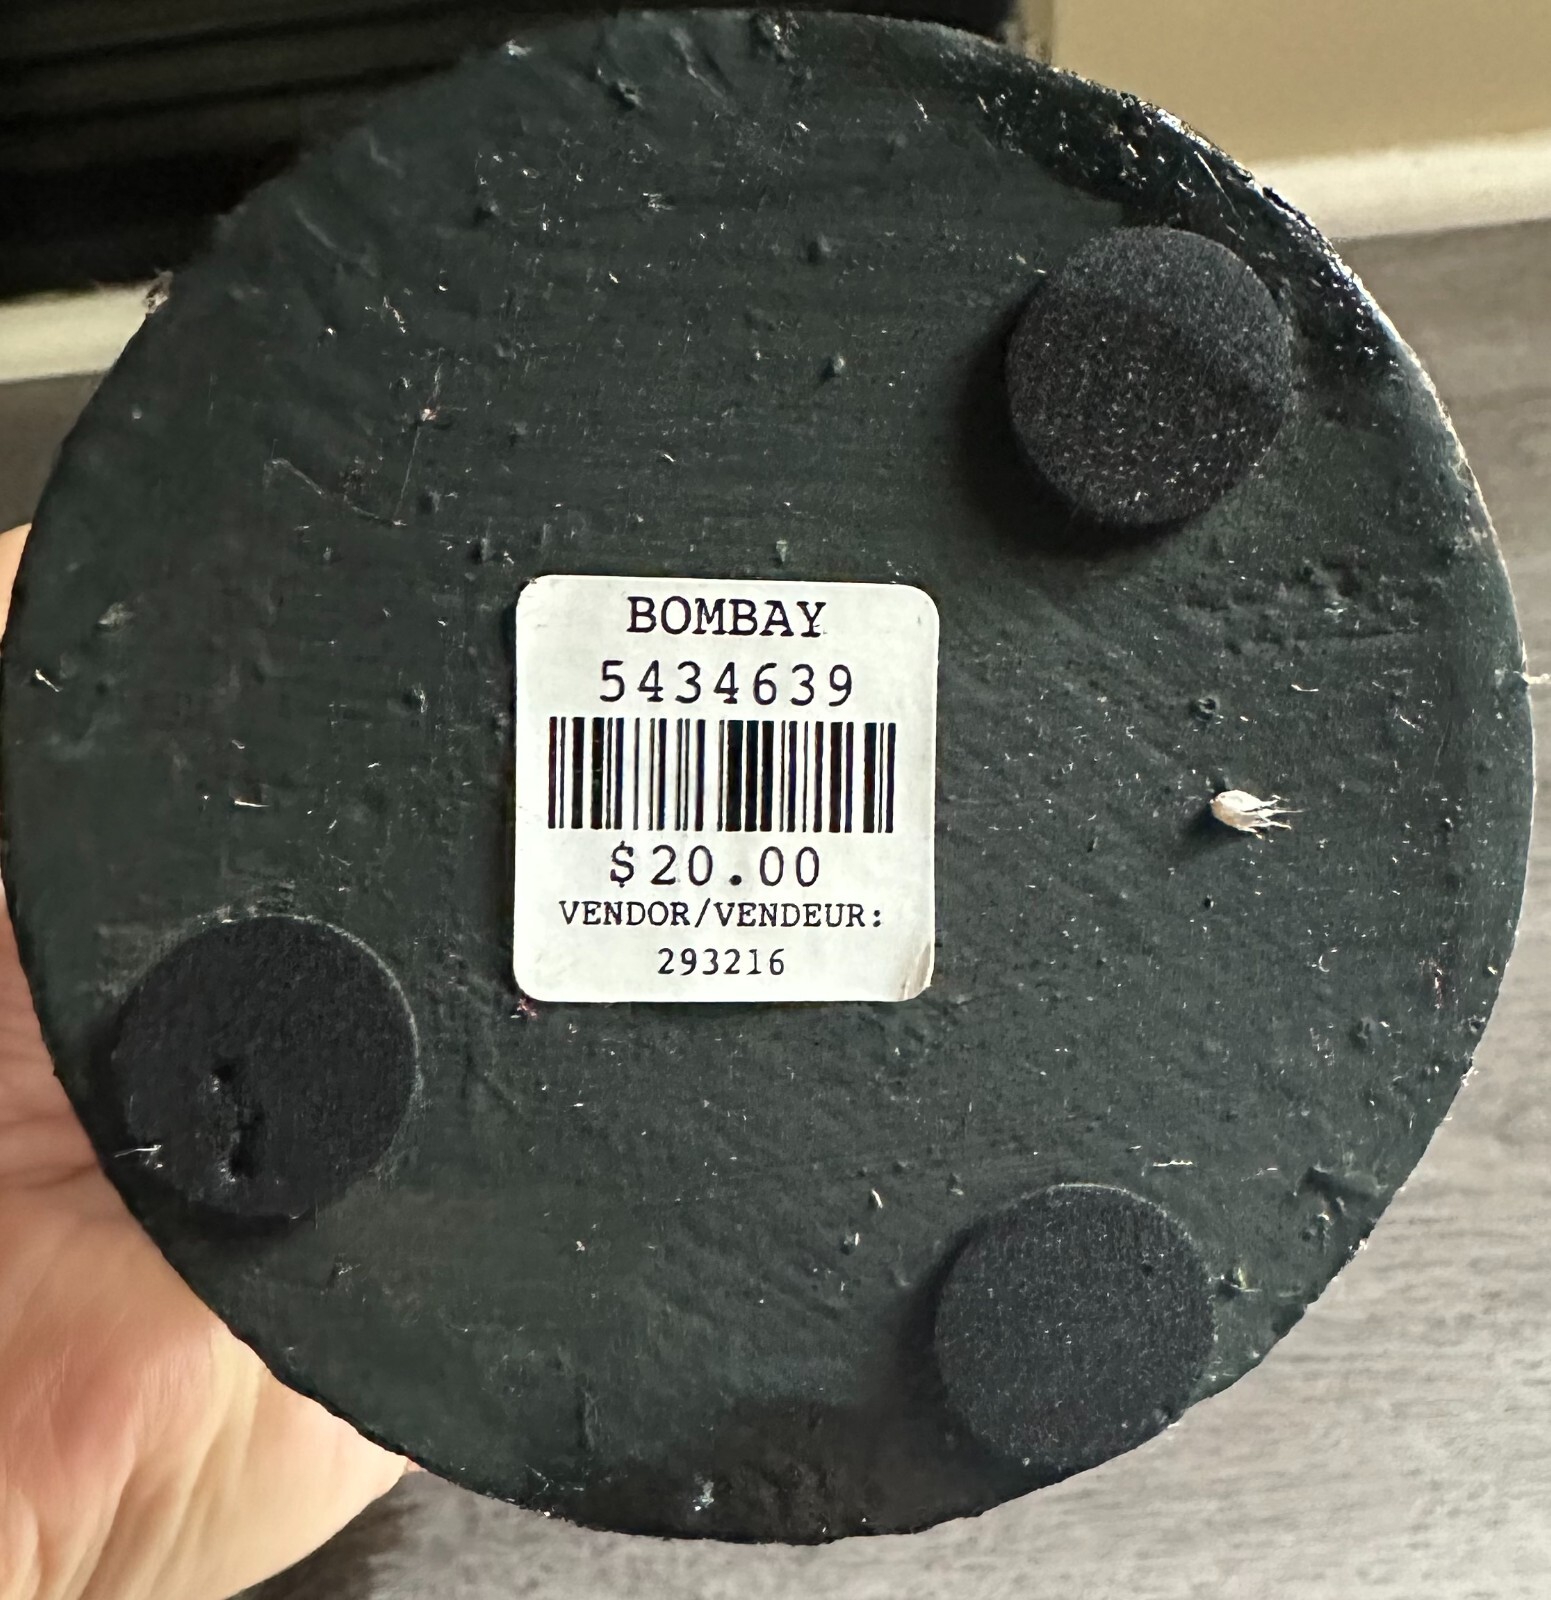 BOMBAY
5434639
$20.00
VENDOR/VENDEUR:
293216